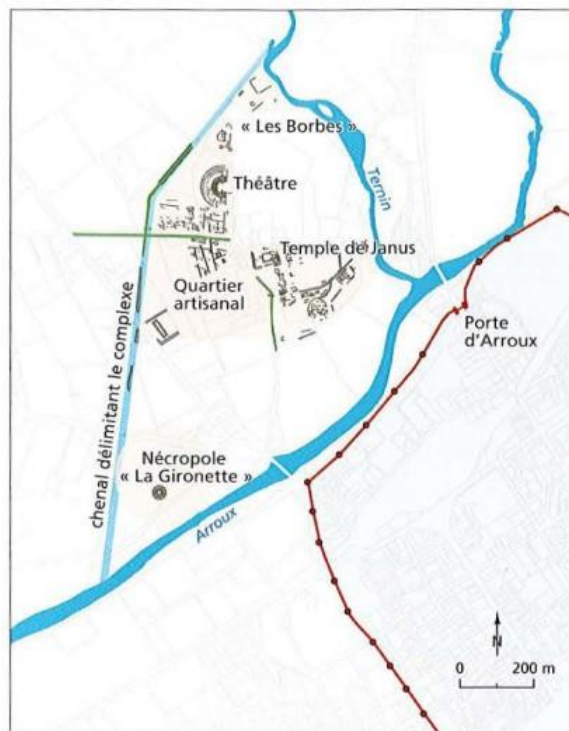 « Les Borbes »
Ternin
Théâtre
Temple de Janus
Quartier
artisanal
Porte
d'Arroux
chenal délimitant le complexe
Nécropole
« La Gironette »
Arroux
N
0 200 m